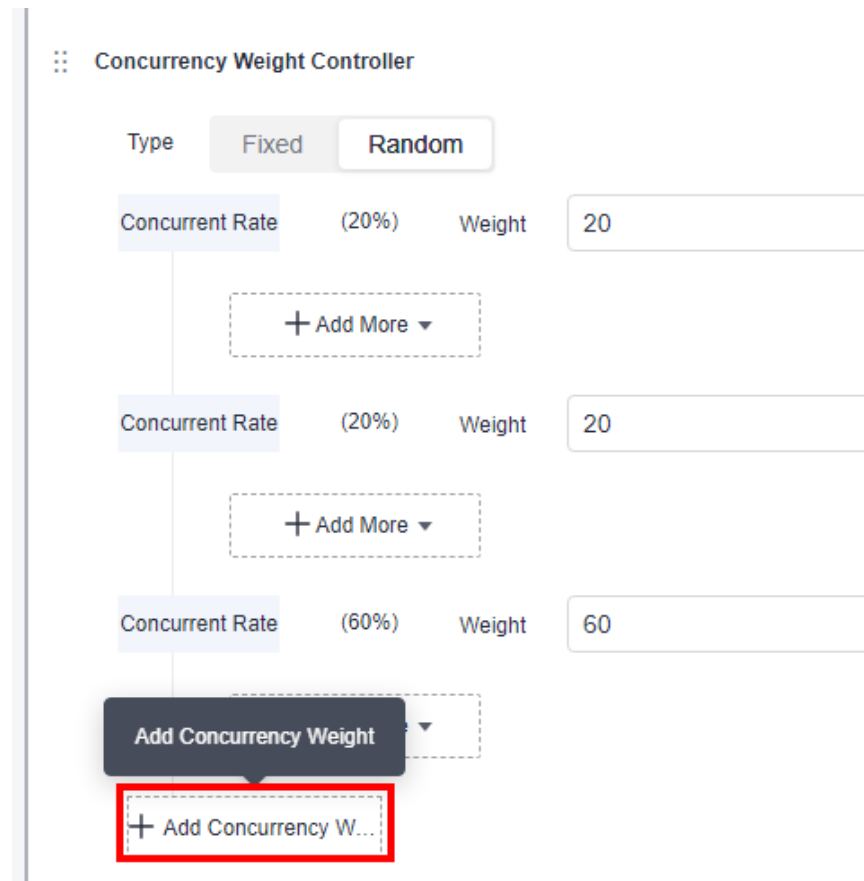 Concurrency Weight Controller
Type Fixed Random
Concurrent Rate (20%) Weight 20
Add More
Concurrent Rate (20%) Weight 20
Add More
Concurrent Rate (60%) Weight 60
Add Concurrency Weight
Add Concurrency W...